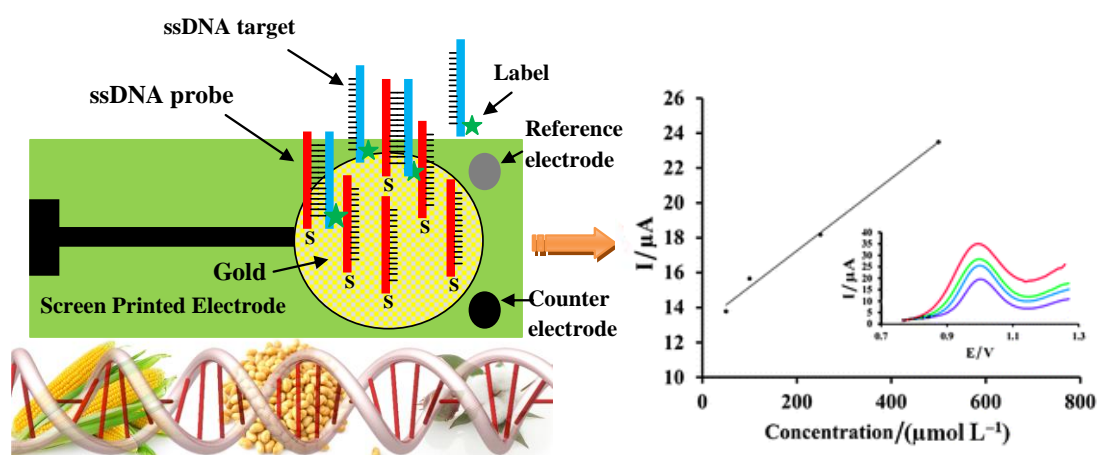 ssDNA target
ssDNA probe
Label
Reference
electrode
S
S
S
S
S
S
Gold
Screen Printed Electrode
Counter
electrode
I/µA
26
24
22
20
18
16
14
12
10
0
200
400
600
800
Concentration/(µmol L⁻¹)
I/µA
40
35
30
25
20
15
10
5
0
0.7
0.9
1.1
1.3
E/V